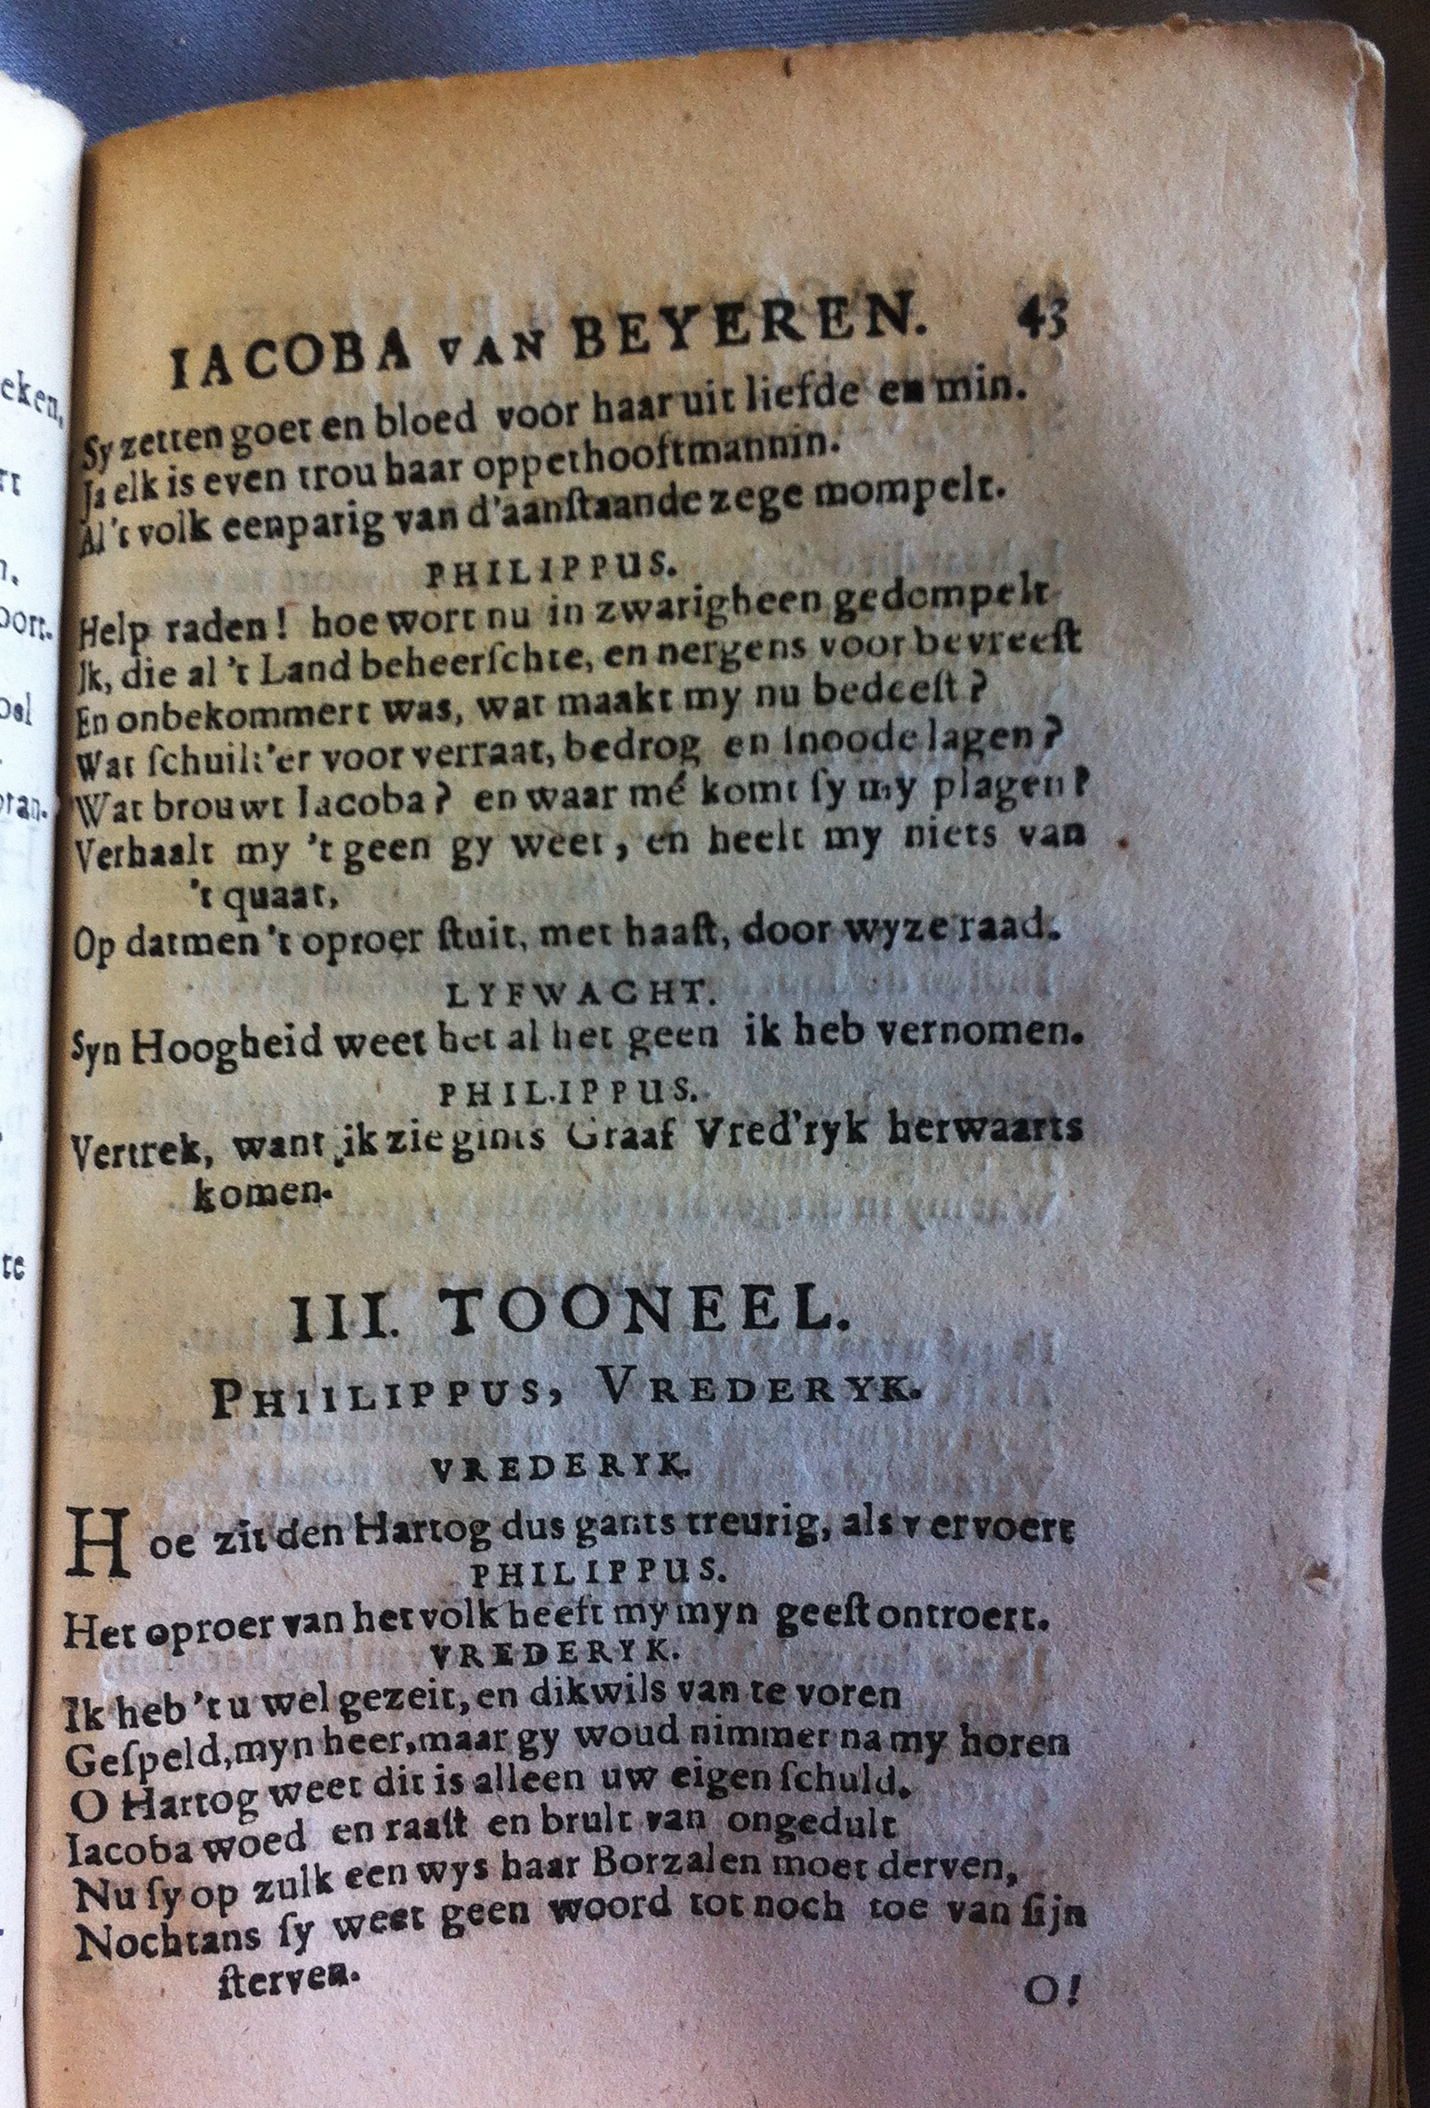 eken,
rt
n.
oort.
oel
oran.
te
IACOBA VAN BEYEREN. 43
Sy zetten goet en bloed voor haar uit liefde en min.
Ja elk is even trou haar oppethooftmannin.
Al 't volk eenparig van d'aanſtaande zege mompelt.
PHILIPPUS.
Help raden! hoe wort nu in zwarigheen gedompelt
Ik, die al 't Land beheerſchte, en nergens voor bevreeſt
En onbekommert was, wat maakt my nu bedeeſt?
Wat ſchuilt'er voor verraat, bedrog en ſnoode lagen?
Wat brouwt Iacoba? en waar mé komt ſy my plagen?
Verhaalt my 't geen gy weet, en heelt my niets van
't quaat,
Op datmen 't oproer ſtuit, met haaſt, door wyze raad.
LYFWACHT.
Syn Hoogheid weet het al het geen ik heb vernomen.
PHILIPPUS.
Vertrek, want ik zie gints Graaf Vred'ryk herwaarts
komen.
III. TOONEEL.
PHIILIPPUS, VREDERYK.
VREDERYK.
Hoe zit den Hartog dus gants treurig, als vervoert
PHILIPPUS.
Het oproer van het volk heeft my myn geeſt ontroert.
VREDERYK.
Ik heb 't u wel gezeit, en dikwils van te voren
Geſpeld, myn heer, maar gy woud nimmer na my horen
O Hartog weet dit is alleen uw eigen ſchuld.
Iacoba woed en raaſt en brult van ongedult
Nu ſy op zulk een wys haar Borzalen moet derven,
Nochtans ſy weet geen woord tot noch toe van ſijn
ſterven.
O!